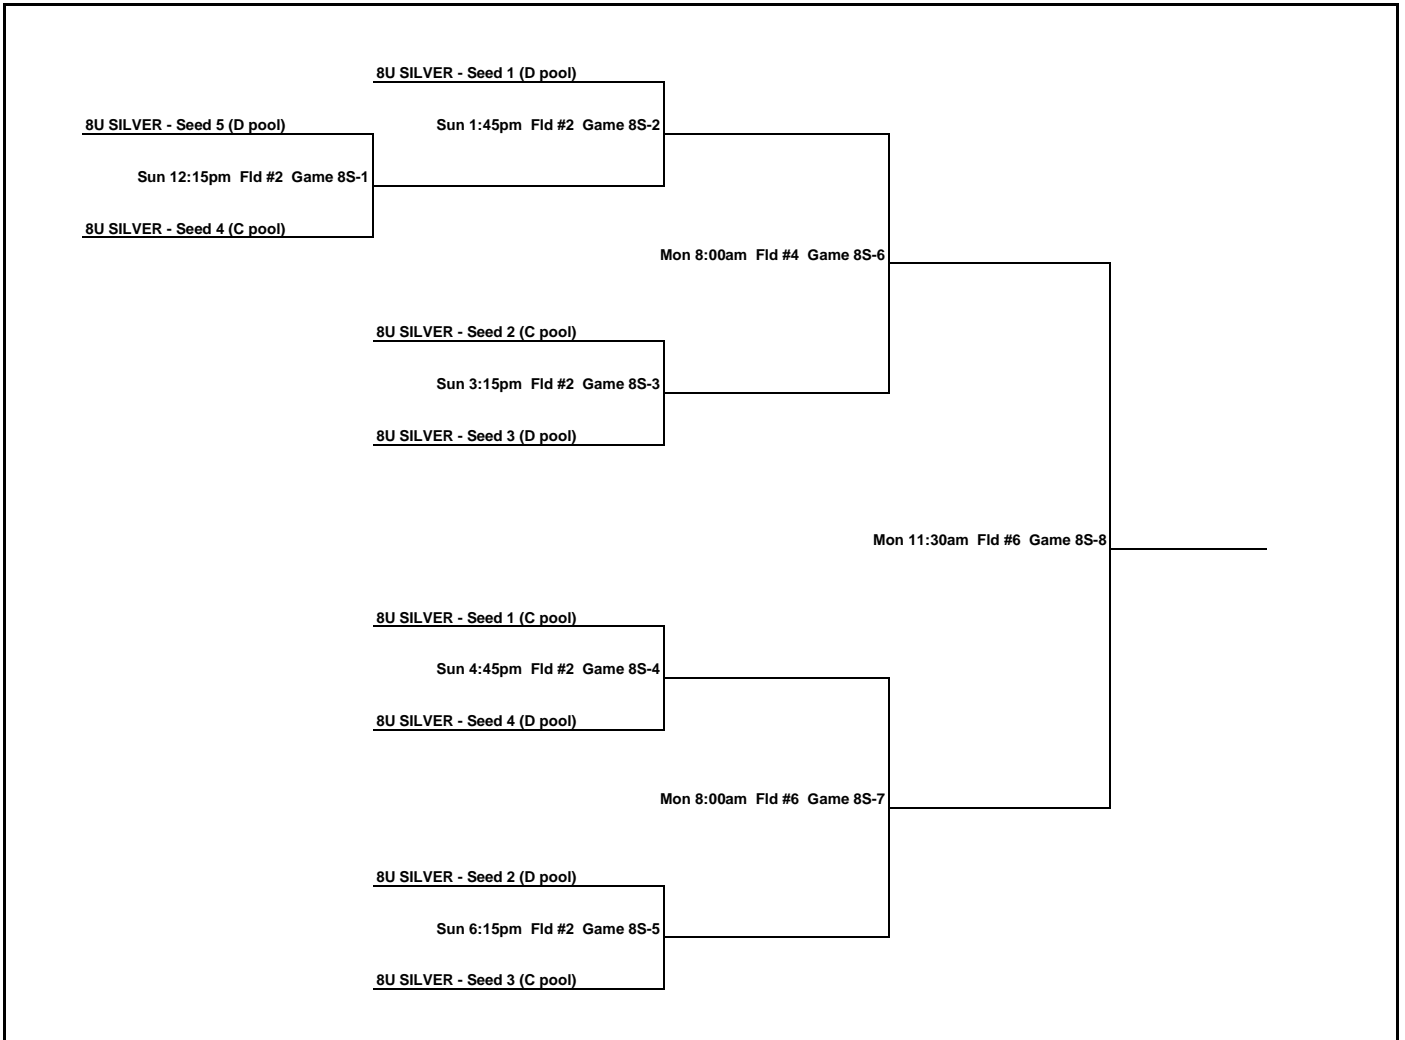 8U SILVER - Seed 1 (D pool)
8U SILVER - Seed 5 (D pool)
Sun 1:45pm  Fld #2  Game 8S-2
Sun 12:15pm  Fld #2  Game 8S-1
8U SILVER - Seed 4 (C pool)
Mon 8:00am  Fld #4  Game 8S-6
8U SILVER - Seed 2 (C pool)
Sun 3:15pm  Fld #2  Game 8S-3
8U SILVER - Seed 3 (D pool)
Mon 11:30am  Fld #6  Game 8S-8
8U SILVER - Seed 1 (C pool)
Sun 4:45pm  Fld #2  Game 8S-4
8U SILVER - Seed 4 (D pool)
Mon 8:00am  Fld #6  Game 8S-7
8U SILVER - Seed 2 (D pool)
Sun 6:15pm  Fld #2  Game 8S-5
8U SILVER - Seed 3 (C pool)